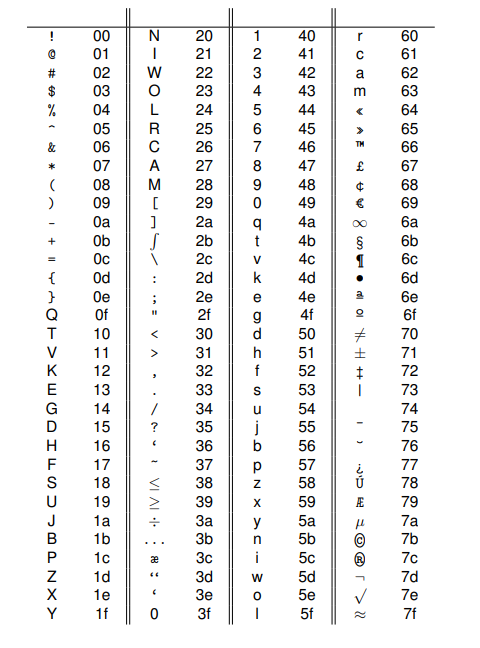 ! 00 N 20 1 40 r 60
@ 01 I 21 2 41 c 61
# 02 W 22 3 42 a 62
$ 03 O 23 4 43 m 63
% 04 L 24 5 44 « 64
^ 05 R 25 6 45 » 65
& 06 C 26 7 46 ™ 66
* 07 A 27 8 47 £ 67
( 08 M 28 9 48 ¢ 68
) 09 [ 29 0 49 € 69
- 0a ] 2a q 4a ∞ 6a
+ 0b ∫ 2b t 4b § 6b
= 0c \ 2c v 4c ¶ 6c
{ 0d : 2d k 4d • 6d
} 0e ; 2e e 4e ª 6e
Q 0f " 2f g 4f º 6f
T 10 < 30 d 50 ≠ 70
V 11 > 31 h 51 ± 71
K 12 , 32 f 52 ‡ 72
E 13 . 33 s 53 | 73
G 14 / 34 u 54 74
D 15 ? 35 j 55 ¯ 75
H 16 ‘ 36 b 56 ˘ 76
F 17 ~ 37 p 57 ¿ 77
S 18 ≤ 38 z 58 Ú 78
U 19 ≥ 39 x 59 Æ 79
J 1a ÷ 3a y 5a μ 7a
B 1b ... 3b n 5b © 7b
P 1c æ 3c i 5c ® 7c
Z 1d “ 3d w 5d ¬ 7d
X 1e ‘ 3e o 5e √ 7e
Y 1f 0 3f l 5f ≈ 7f